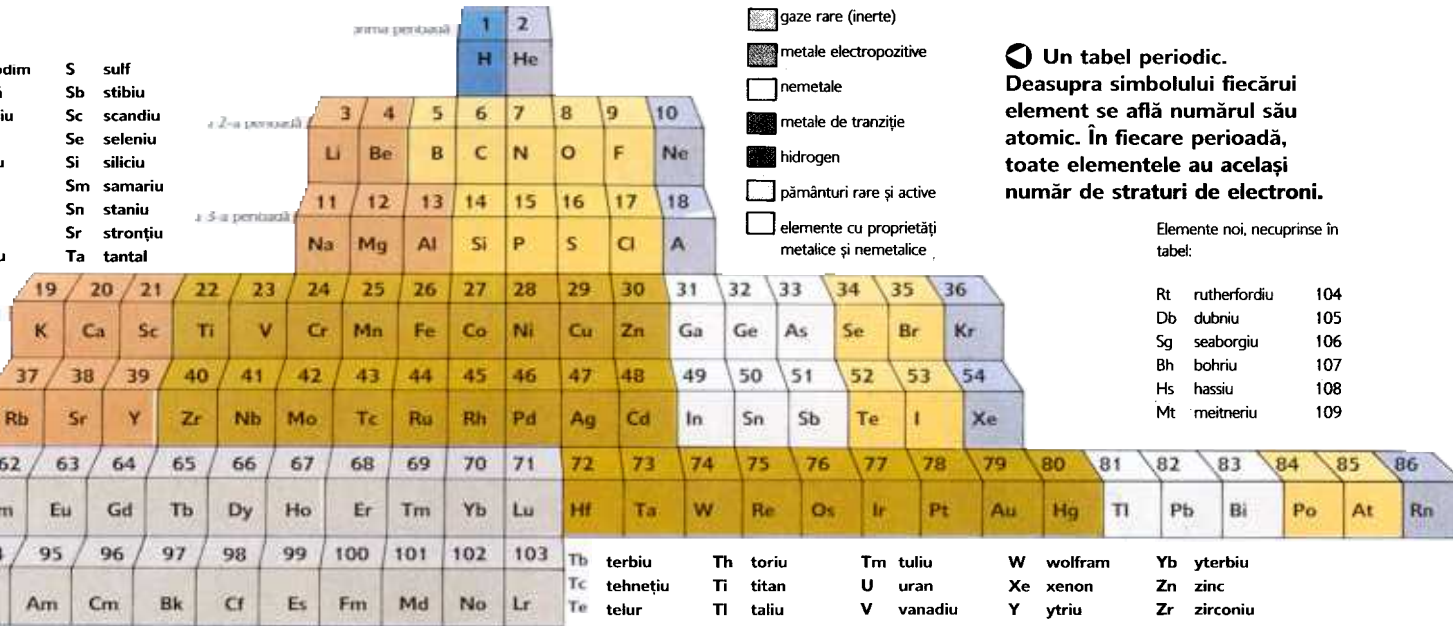 prima perioadă
1 2
H He
a 2-a perioadă
3 4 5 6 7 8 9 10
Li Be B C N O F Ne
a 3-a perioadă
11 12 13 14 15 16 17 18
Na Mg Al Si P S Cl A
19 20 21 22 23 24 25 26 27 28 29 30 31 32 33 34 35 36
K Ca Sc Ti V Cr Mn Fe Co Ni Cu Zn Ga Ge As Se Br Kr
37 38 39 40 41 42 43 44 45 46 47 48 49 50 51 52 53 54
Rb Sr Y Zr Nb Mo Tc Ru Rh Pd Ag Cd In Sn Sb Te I Xe
62 63 64 65 66 67 68 69 70 71 72 73 74 75 76 77 78 79 80 81 82 83 84 85 86
m Eu Gd Tb Dy Ho Er Tm Yb Lu Hf Ta W Re Os Ir Pt Au Hg Tl Pb Bi Po At Rn
95 96 97 98 99 100 101 102 103
Am Cm Bk Cf Es Fm Md No Lr
S sulf
Sb stibiu
Sc scandiu
Se seleniu
Si siliciu
Sm samariu
Sn staniu
Sr stronțiu
Ta tantal
Tb terbiu
Tc tehnețiu
Te telur
Th toriu
Ti titan
Tl taliu
Tm tuliu
U uran
V vanadiu
W wolfram
Xe xenon
Y ytriu
Yb yterbiu
Zn zinc
Zr zirconiu
gaze rare (inerte)
metale electropozitive
nemetale
metale de tranziție
hidrogen
pământuri rare și active
elemente cu proprietăți
metalice și nemetalice
Un tabel periodic.
Deasupra simbolului fiecărui
element se află numărul său
atomic. În fiecare perioadă,
toate elementele au același
număr de straturi de electroni.
Elemente noi, necuprinse în
tabel:
Rt rutherfordiu 104
Db dubniu 105
Sg seaborgiu 106
Bh bohriu 107
Hs hassiu 108
Mt meitneriu 109